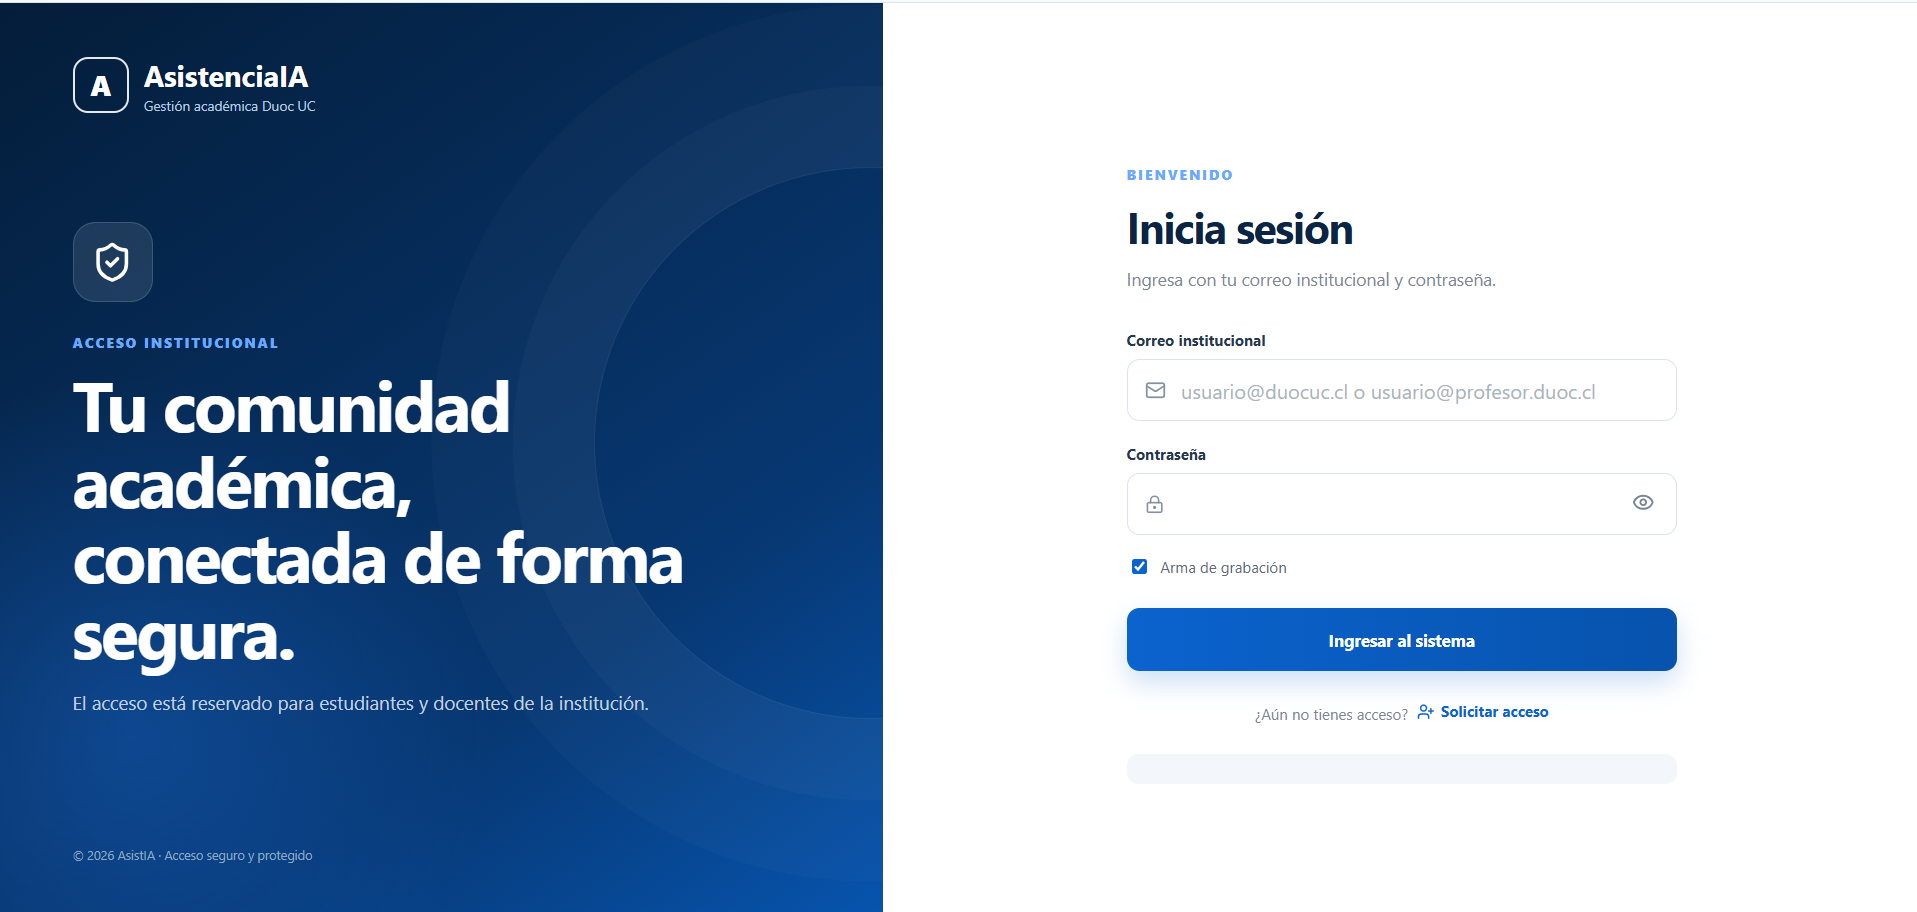 A
AsistenciaIA
Gestión académica Duoc UC
ACCESO INSTITUCIONAL
Tu comunidad
académica,
conectada de forma
segura.
El acceso está reservado para estudiantes y docentes de la institución.
© 2026 AsistIA · Acceso seguro y protegido
BIENVENIDO
Inicia sesión
Ingresa con tu correo institucional y contraseña.
Correo institucional
usuario@duocuc.cl o usuario@profesor.duoc.cl
Contraseña
Arma de grabación
Ingresar al sistema
¿Aún no tienes acceso? Solicitar acceso